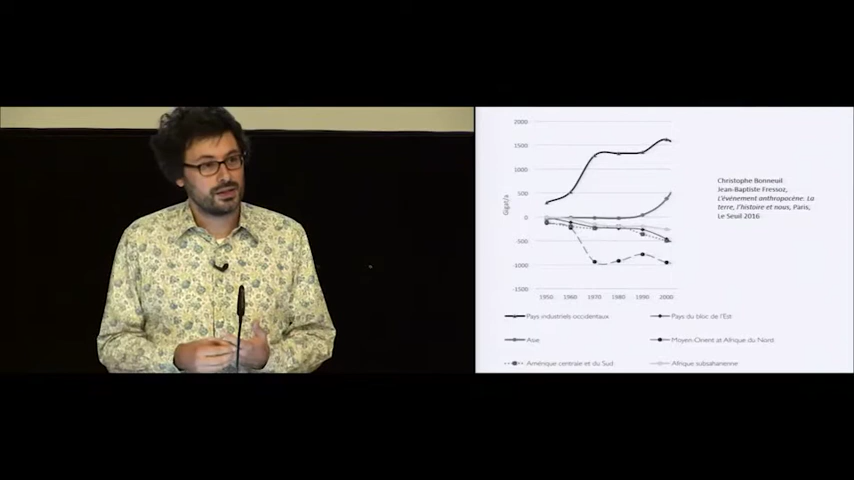 2000
1500
1000
500
0
-500
-1000
-1500
Ggat/a
1950 1960 1970 1980 1990 2000
Pays industriels occidentaux
Pays du bloc de l'Est
Asie
Moyen-Orient et Afrique du Nord
Amérique centrale et du Sud
Afrique subsaharienne
Christophe Bonneuil.
Jean-Baptiste Fressoz,
L'événement anthropocène. La
terre, l'histoire et nous, Paris,
Le Seuil 2016